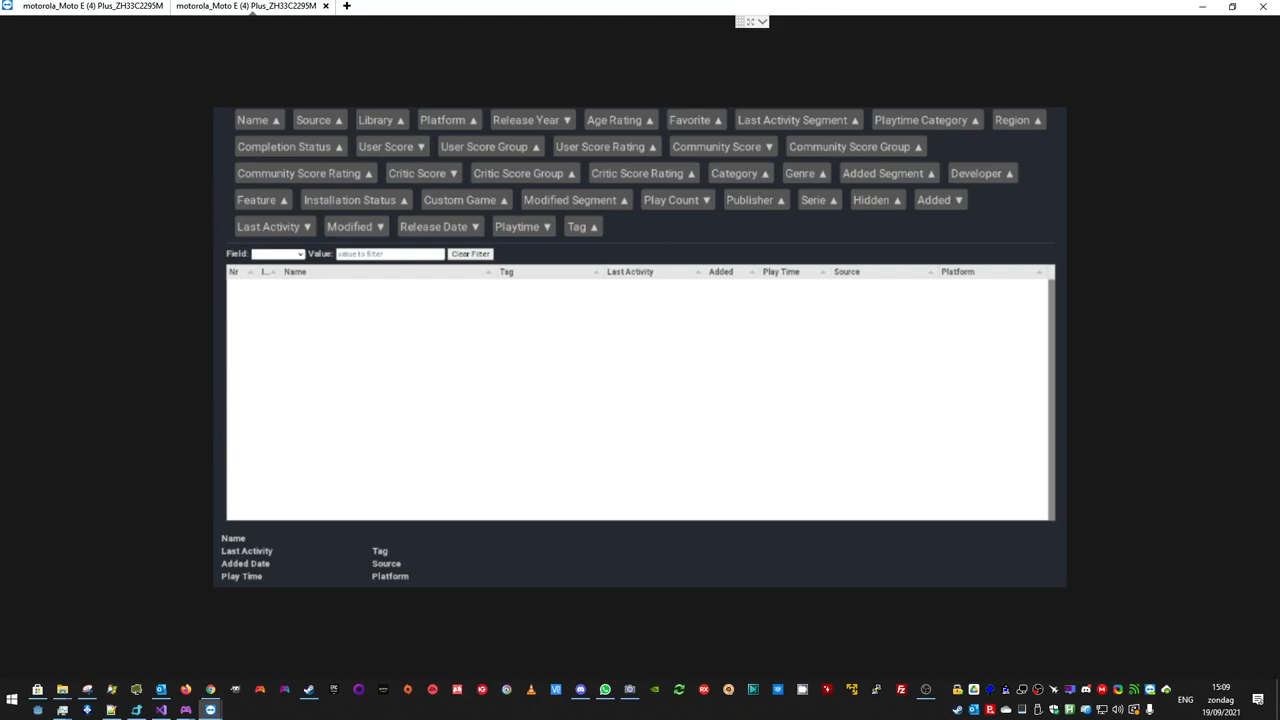 motorola_Moto E (4) Plus_ZH33C2295M motorola_Moto E (4) Plus_ZH33C2295M
Name ▲ Source ▲ Library ▲ Platform ▲ Release Year ▼ Age Rating ▲ Favorite ▲ Last Activity Segment ▲ Playtime Category ▲ Region ▲
Completion Status ▲ User Score ▼ User Score Group ▲ User Score Rating ▲ Community Score ▼ Community Score Group ▲
Community Score Rating ▲ Critic Score ▼ Critic Score Group ▲ Critic Score Rating ▲ Category ▲ Genre ▲ Added Segment ▲ Developer ▲
Feature ▲ Installation Status ▲ Custom Game ▲ Modified Segment ▲ Play Count ▼ Publisher ▲ Serie ▲ Hidden ▲ Added ▼
Last Activity ▼ Modified ▼ Release Date ▼ Playtime ▼ Tag ▲
Field: Value: value to filter Clear Filter
Nr I... Name Tag Last Activity Added Play Time Source Platform
Name
Last Activity Tag
Added Date Source
Play Time Platform
15:09
ENG zondag
19/09/2021